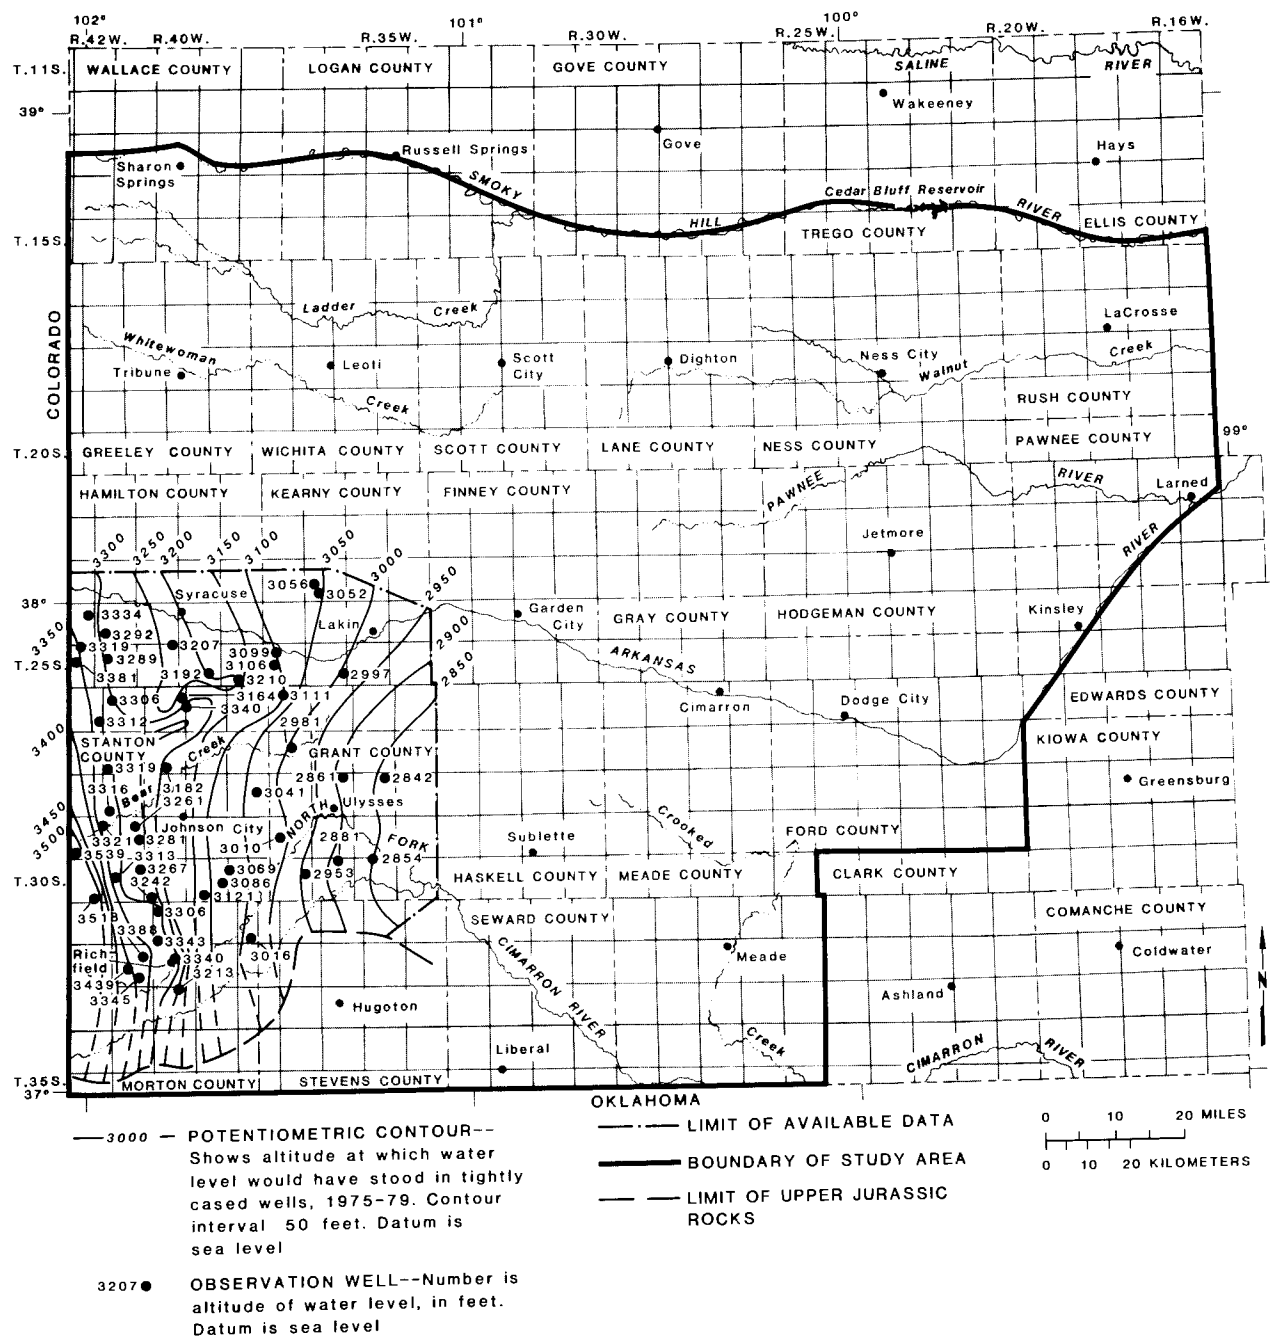 102° 101° 100°
R.42W. R.40W. R.35W. R.30W. R.25W. R.20W. R.16W.
T.11S. WALLACE COUNTY LOGAN COUNTY GOVE COUNTY SALINE RIVER
Wakeeney
39°
Gove
Hays
Russell Springs
Sharon
Springs
SMOKY HILL RIVER
Cedar Bluff Reservoir
ELLIS COUNTY
TREGO COUNTY
T.15S.
Ladder Creek
LaCrosse
COLORADO
Whitewoman Creek
Tribune
Leoti
Scott
City
Dighton
Ness City
Walnut Creek
RUSH COUNTY
T.20S. GREELEY COUNTY WICHITA COUNTY SCOTT COUNTY LANE COUNTY NESS COUNTY PAWNEE COUNTY 99°
HAMILTON COUNTY KEARNY COUNTY FINNEY COUNTY
PAWNEE RIVER
Larned
Jetmore
RIVER
3300 3250 3200 3150 3100 3050 3000 2950
2900
2850
3056
3052
Syracuse
38°
3334
Garden
City
GRAY COUNTY HODGEMAN COUNTY
Kinsley
Lakin
3350
3292
3319
3207
3099
3289
3106
T.25S.
3381
3192
3210
2997
ARKANSAS
3306
3164
3111
3340
Cimarron
Dodge City
EDWARDS COUNTY
3312
2981
3400
STANTON
COUNTY
Creek
GRANT COUNTY
KIOWA COUNTY
3319
2861
2842
Greensburg
3316
3182
Bear
3261
3041
NORTH
Ulysses
3450
Johnson City
Crooked
3500
3321
3281
3010
2881
FORK
Sublette
FORD COUNTY
3539
3313
3267
3069
2854
3242
3086
2953
T.30S.
HASKELL COUNTY MEADE COUNTY CLARK COUNTY
3121
3518
3306
SEWARD COUNTY
COMANCHE COUNTY
3388
3343
3016
Rich-
field
3340
CIMARRON RIVER
Meade
Coldwater
3439
3213
3345
Hugoton
Ashland
N
Liberal
Creek
CIMARRON RIVER
T.35S. MORTON COUNTY STEVENS COUNTY
37°
OKLAHOMA
3000 POTENTIOMETRIC CONTOUR--
Shows altitude at which water
level would have stood in tightly
cased wells, 1975-79. Contour
interval 50 feet. Datum is
sea level
3207 OBSERVATION WELL--Number is
altitude of water level, in feet.
Datum is sea level
LIMIT OF AVAILABLE DATA
BOUNDARY OF STUDY AREA
LIMIT OF UPPER JURASSIC
ROCKS
0 10 20 MILES
0 10 20 KILOMETERS